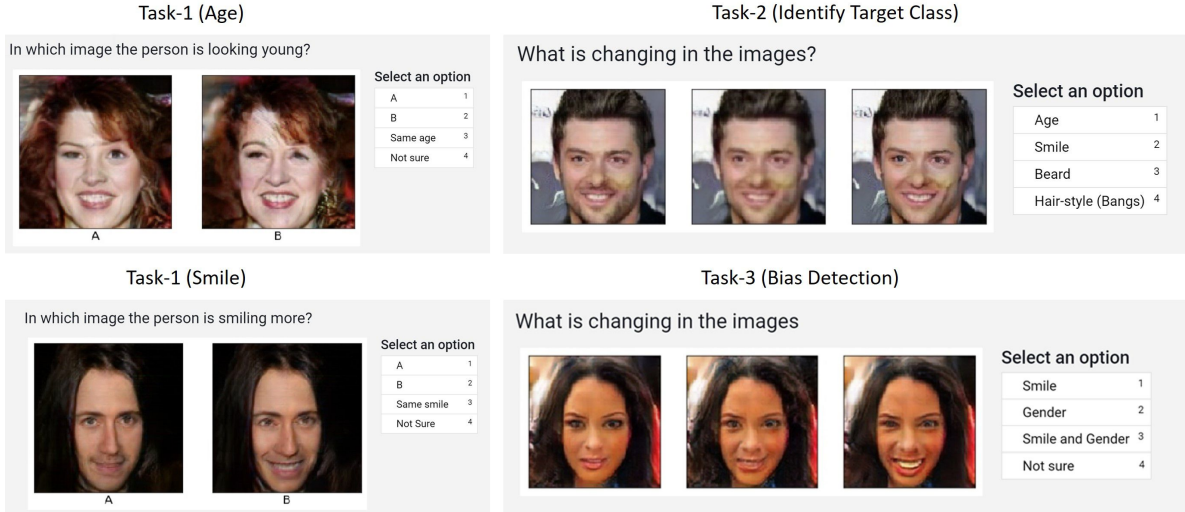 Task-1 (Age)
In which image the person is looking young?
A
B
Select an option
A 1
B 2
Same age 3
Not sure 4
Task-2 (Identify Target Class)
What is changing in the images?
Select an option
Age 1
Smile 2
Beard 3
Hair-style (Bangs) 4
Task-1 (Smile)
In which image the person is smiling more?
A
B
Select an option
A 1
B 2
Same smile 3
Not Sure 4
Task-3 (Bias Detection)
What is changing in the images
Select an option
Smile 1
Gender 2
Smile and Gender 3
Not sure 4